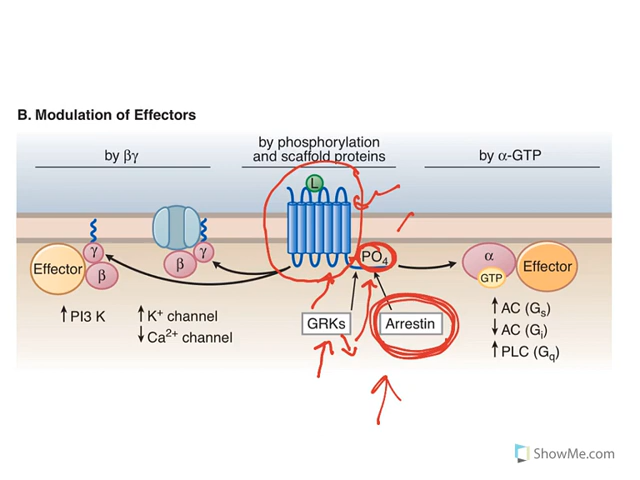 B. Modulation of Effectors
by βγ
by phosphorylation
and scaffold proteins
by α-GTP
L
γ
Effector
β
γ
β
PO₄
α
GTP
Effector
↑ PI3 K
↑ K⁺ channel
↓ Ca²⁺ channel
GRKs
Arrestin
↑ AC (Gₛ)
↓ AC (Gᵢ)
↑ PLC (G_q)
ShowMe.com